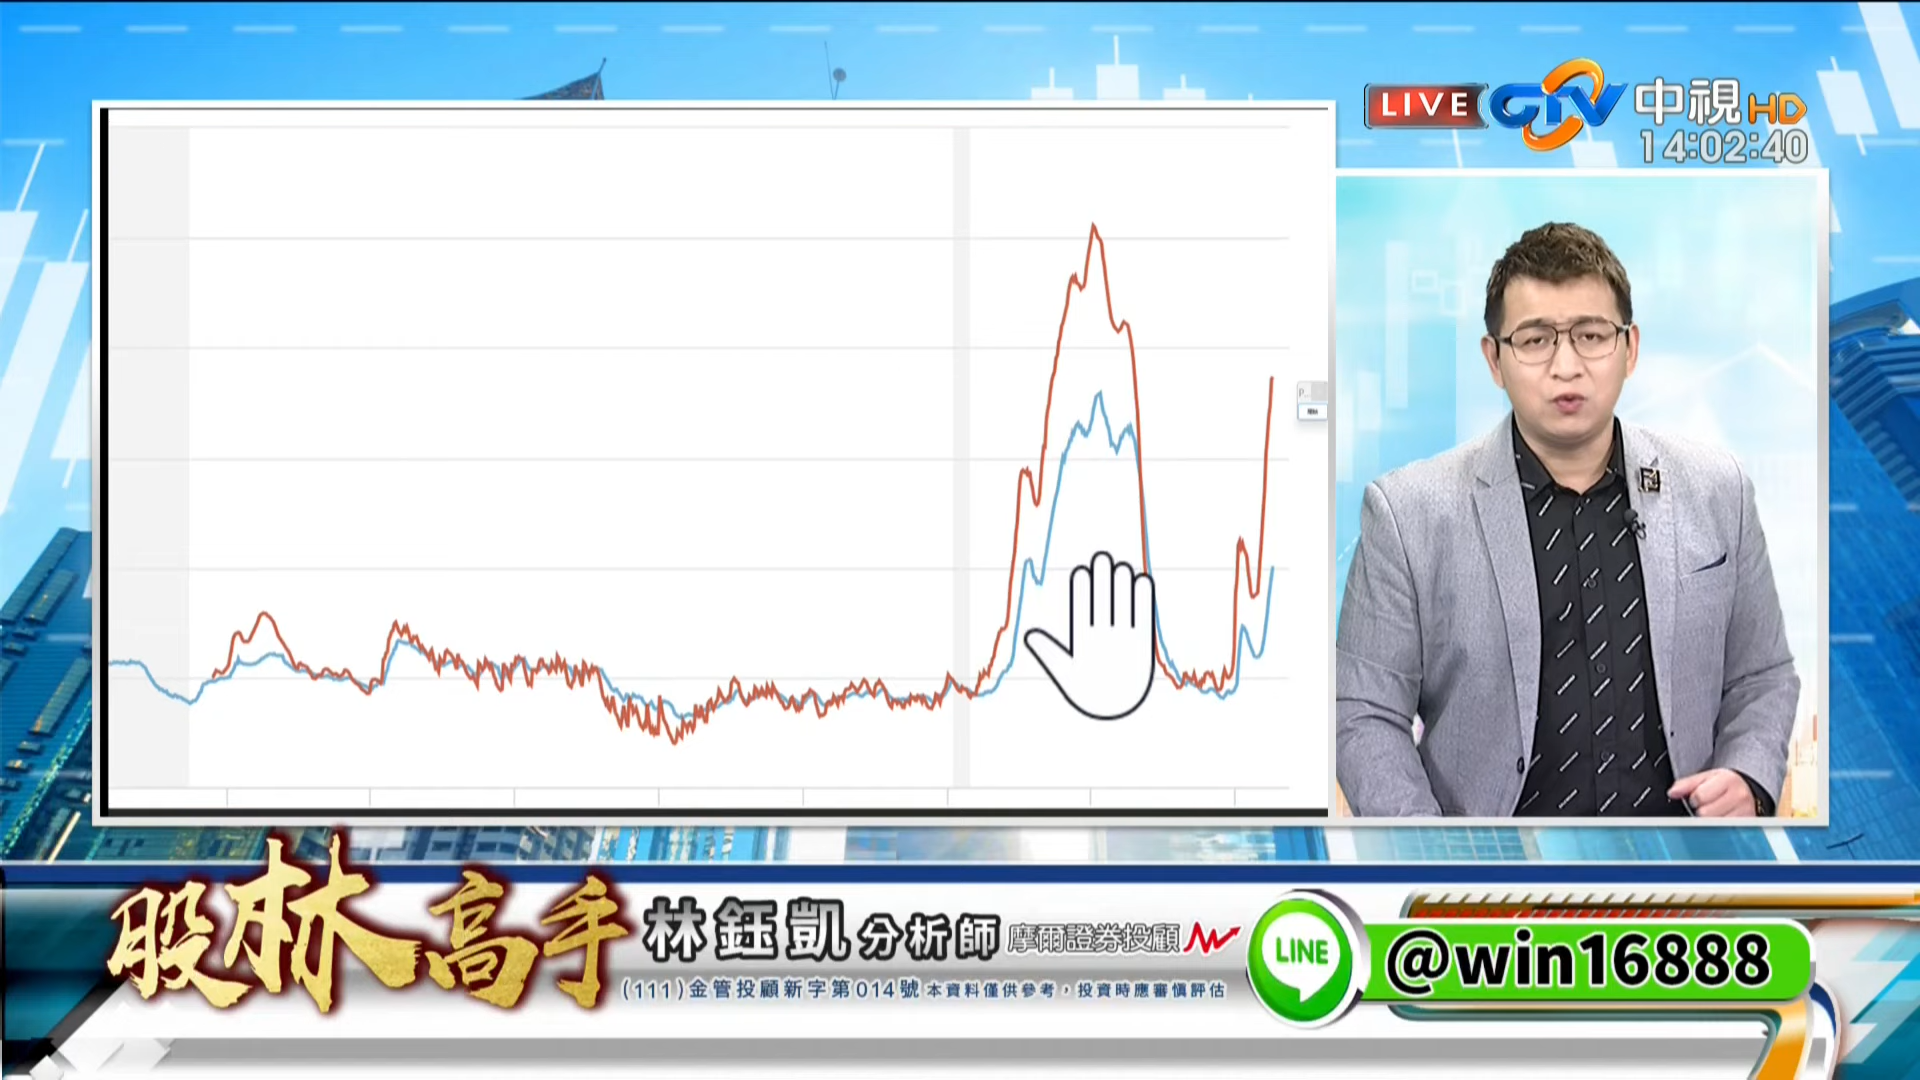 LIVE CTV 中視HD
14:02:40
股林高手 林鈺凱 分析師 摩爾證券投顧
(111)金管投顧新字第014號 本資料僅供參考，投資時應審慎評估
LINE @win16888